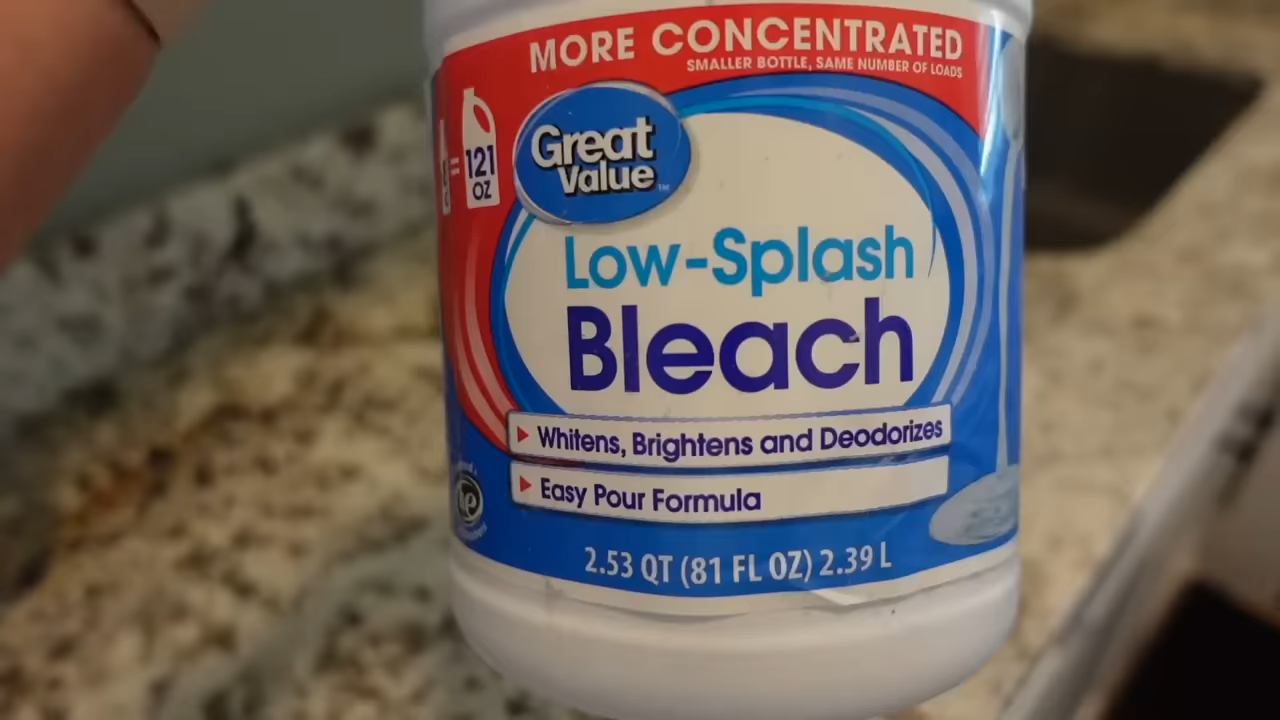 MORE CONCENTRATED
SMALLER BOTTLE, SAME NUMBER OF LOADS
=
121
OZ
Great
Value
™
Low-Splash
Bleach
Whitens, Brightens and Deodorizes
Easy Pour Formula
2.53 QT (81 FL OZ) 2.39 L